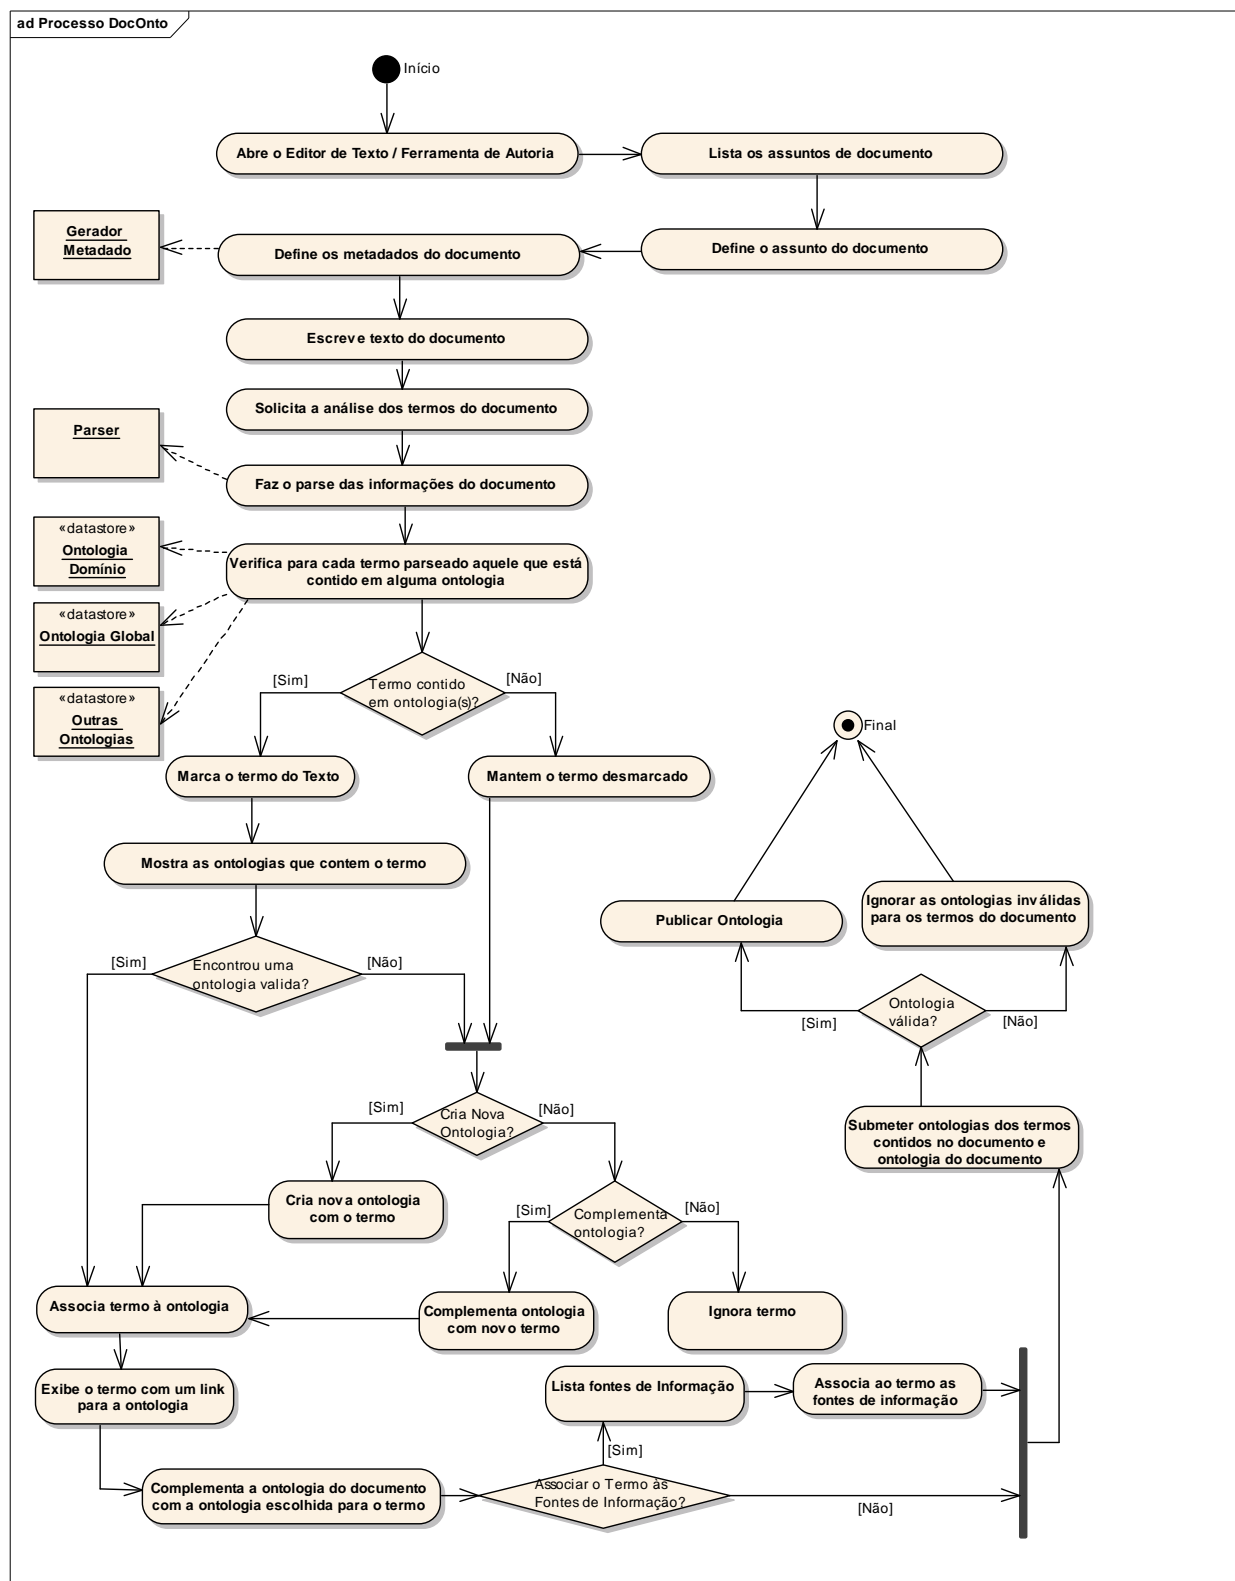 ad Processo DocOnto
Início
Abre o Editor de Texto / Ferramenta de Autoria
Lista os assuntos de documento
Gerador
Metadado
Define os metadados do documento
Define o assunto do documento
Escreve texto do documento
Solicita a análise dos termos do documento
Parser
Faz o parse das informações do documento
«datastore»
Ontologia
Domínio
Verifica para cada termo parseado aquele que está
contido em alguma ontologia
«datastore»
Ontologia Global
«datastore»
Outras
Ontologias
[Sim]
Termo contido
em ontologia(s)?
[Não]
Final
Marca o termo do Texto
Mantem o termo desmarcado
Mostra as ontologias que contem o termo
Publicar Ontologia
Ignorar as ontologias inválidas
para os termos do documento
[Sim]
Encontrou uma
ontologia valida?
[Não]
Ontologia
válida?
[Sim]
[Não]
[Sim]
Cria Nova
Ontologia?
[Não]
Submeter ontologias dos termos
contidos no documento e
ontologia do documento
Cria nova ontologia
com o termo
[Sim]
Complementa
ontologia?
[Não]
Associa termo à ontologia
Complementa ontologia
com novo termo
Ignora termo
Exibe o termo com um link
para a ontologia
Lista fontes de Informação
Associa ao termo as
fontes de informação
[Sim]
Complementa a ontologia do documento
com a ontologia escolhida para o termo
Associar o Termo às
Fontes de Informação?
[Não]